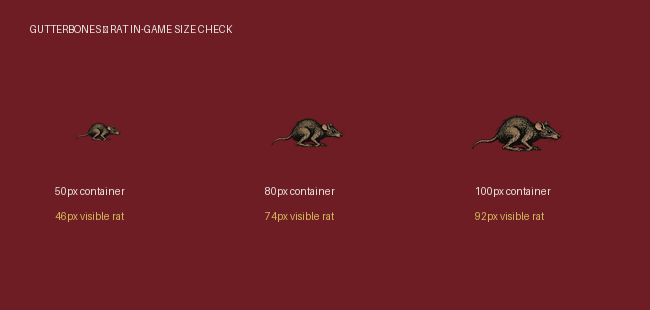 GUTTERBONES▯RAT IN-GAME SIZE CHECK
50px container
80px container
100px container
46px visible rat
74px visible rat
92px visible rat